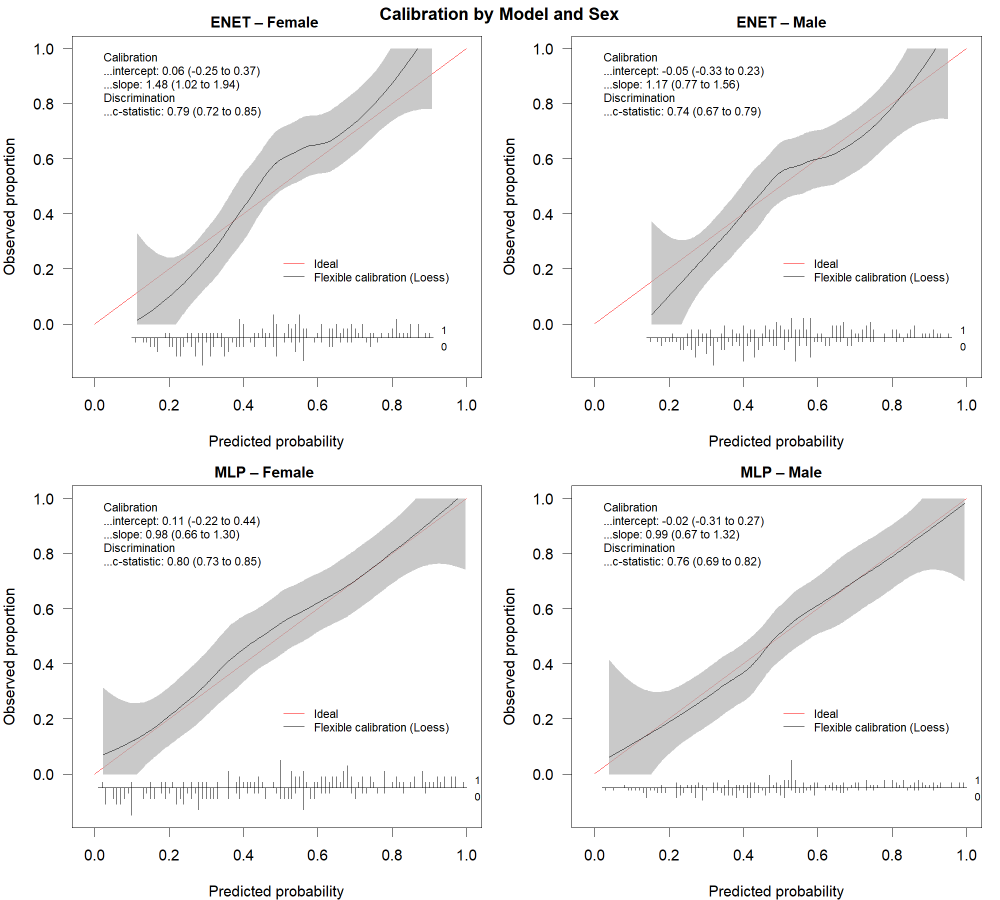 Calibration by Model and Sex
ENET – Female
Calibration
...intercept: 0.06 (-0.25 to 0.37)
...slope: 1.48 (1.02 to 1.94)
Discrimination
...c-statistic: 0.79 (0.72 to 0.85)
Observed proportion
1.0
0.8
0.6
0.4
0.2
0.0
Ideal
Flexible calibration (Loess)
1
0
0.0 0.2 0.4 0.6 0.8 1.0
Predicted probability
ENET – Male
Calibration
...intercept: -0.05 (-0.33 to 0.23)
...slope: 1.17 (0.77 to 1.56)
Discrimination
...c-statistic: 0.74 (0.67 to 0.79)
Observed proportion
1.0
0.8
0.6
0.4
0.2
0.0
Ideal
Flexible calibration (Loess)
1
0
0.0 0.2 0.4 0.6 0.8 1.0
Predicted probability
MLP – Female
Calibration
...intercept: 0.11 (-0.22 to 0.44)
...slope: 0.98 (0.66 to 1.30)
Discrimination
...c-statistic: 0.80 (0.73 to 0.85)
Observed proportion
1.0
0.8
0.6
0.4
0.2
0.0
Ideal
Flexible calibration (Loess)
1
0
0.0 0.2 0.4 0.6 0.8 1.0
Predicted probability
MLP – Male
Calibration
...intercept: -0.02 (-0.31 to 0.27)
...slope: 0.99 (0.67 to 1.32)
Discrimination
...c-statistic: 0.76 (0.69 to 0.82)
Observed proportion
1.0
0.8
0.6
0.4
0.2
0.0
Ideal
Flexible calibration (Loess)
1
0
0.0 0.2 0.4 0.6 0.8 1.0
Predicted probability